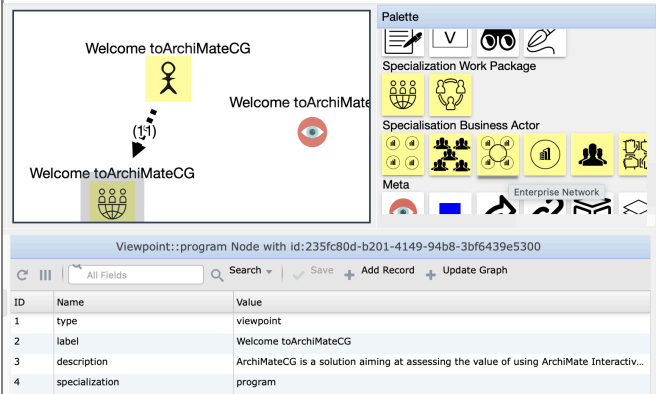 Palette
Welcome toArchiMateCG
Specialization Work Package
Welcome toArchiMate
(1,1)
Specialisation Business Actor
Welcome toArchiMateCG
Meta
Enterprise Network
Viewpoint::program Node with id:235fc80d-b201-4149-94b8-3bf6439e5300
All Fields Search Save Add Record Update Graph
ID Name Value
1 type viewpoint
2 label Welcome toArchiMateCG
3 description ArchiMateCG is a solution aiming at assessing the value of using ArchiMate Interactiv...
4 specialization program